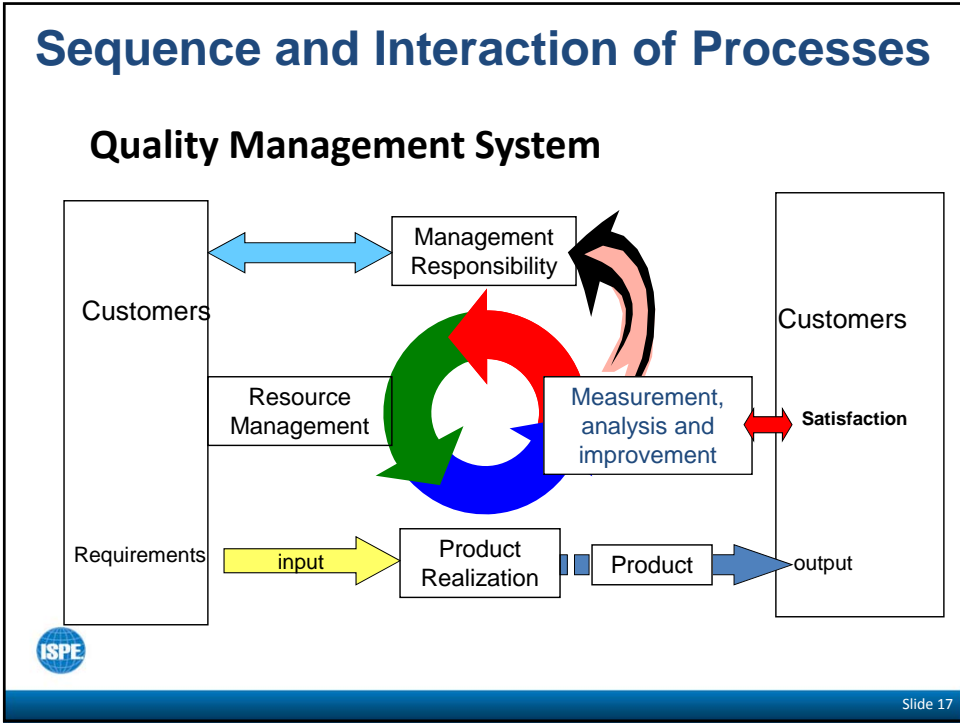 Sequence and Interaction of Processes
Quality Management System
Management
Responsibility
Customers
Customers
Resource
Management
Measurement,
analysis and
improvement
Satisfaction
Requirements
input
Product
Realization
Product
output
ISPE
Slide 17